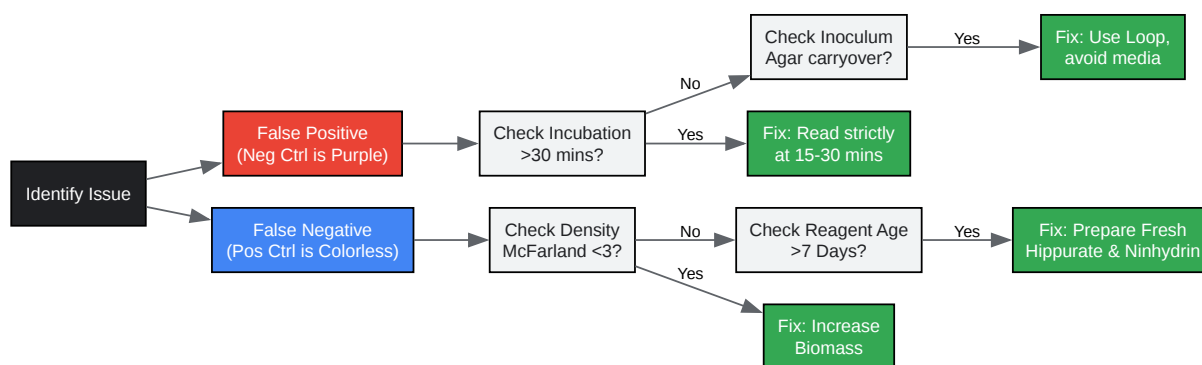 Identify Issue
False Positive
(Neg Ctrl is Purple)
Check Incubation
>30 mins?
No
Check Inoculum
Agar carryover?
Yes
Fix: Use Loop,
avoid media
Yes
Fix: Read strictly
at 15-30 mins
False Negative
(Pos Ctrl is Colorless)
Check Density
McFarland <3?
No
Check Reagent Age
>7 Days?
Yes
Fix: Prepare Fresh
Hippurate & Ninhydrin
Yes
Fix: Increase
Biomass